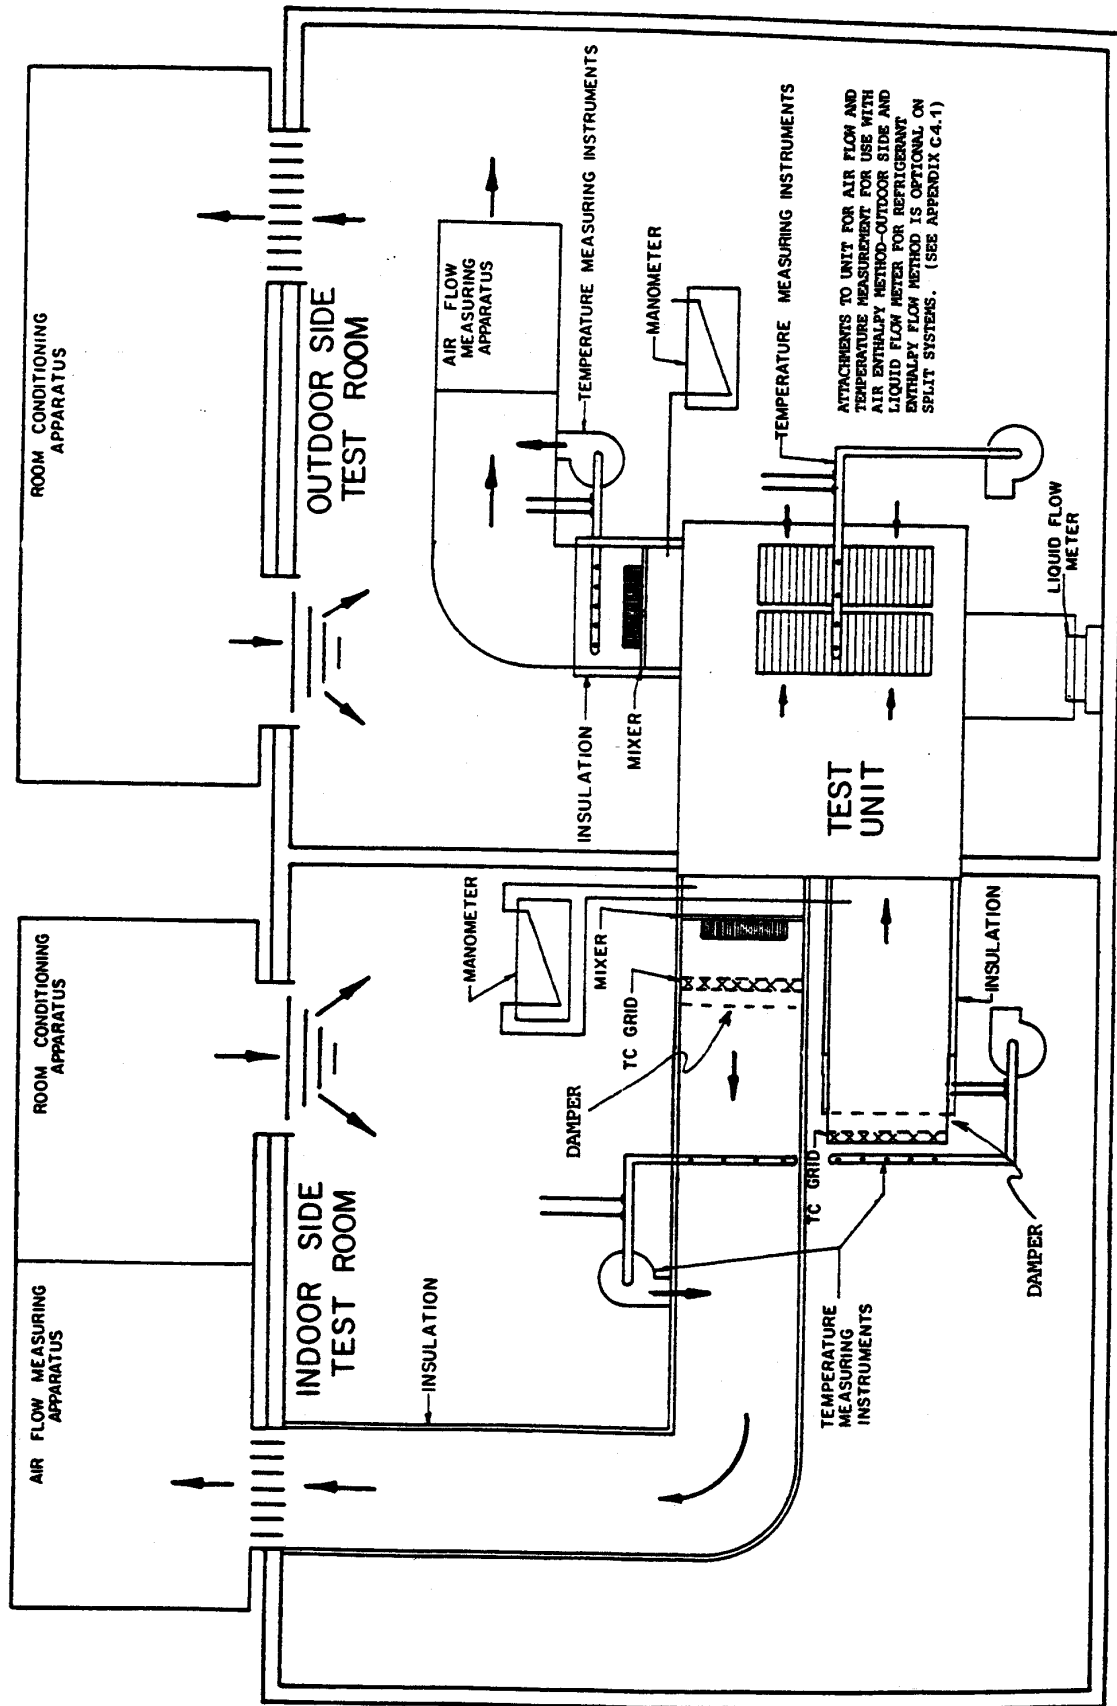 AIR FLOW MEASURING
APPARATUS
ROOM CONDITIONING
APPARATUS
ROOM CONDITIONING
APPARATUS
INDOOR SIDE
TEST ROOM
OUTDOOR SIDE
TEST ROOM
INSULATION
MANOMETER
MIXER
TC GRID
DAMPER
INSULATION
MIXER
AIR FLOW
MEASURING
APPARATUS
TEMPERATURE MEASURING INSTRUMENTS
MANOMETER
TEMPERATURE MEASURING INSTRUMENTS
ATTACHMENTS TO UNIT FOR AIR FLOW AND
TEMPERATURE MEASUREMENT FOR USE WITH
AIR ENTHALPY METHOD-OUTDOOR SIDE AND
LIQUID FLOW METER FOR REFRIGERANT
ENTHALPY FLOW METHOD IS OPTIONAL ON
SPLIT SYSTEMS. (SEE APPENDIX C4.1)
TEST
UNIT
TC GRID
TEMPERATURE
MEASURING
INSTRUMENTS
DAMPER
INSULATION
LIQUID FLOW
METER